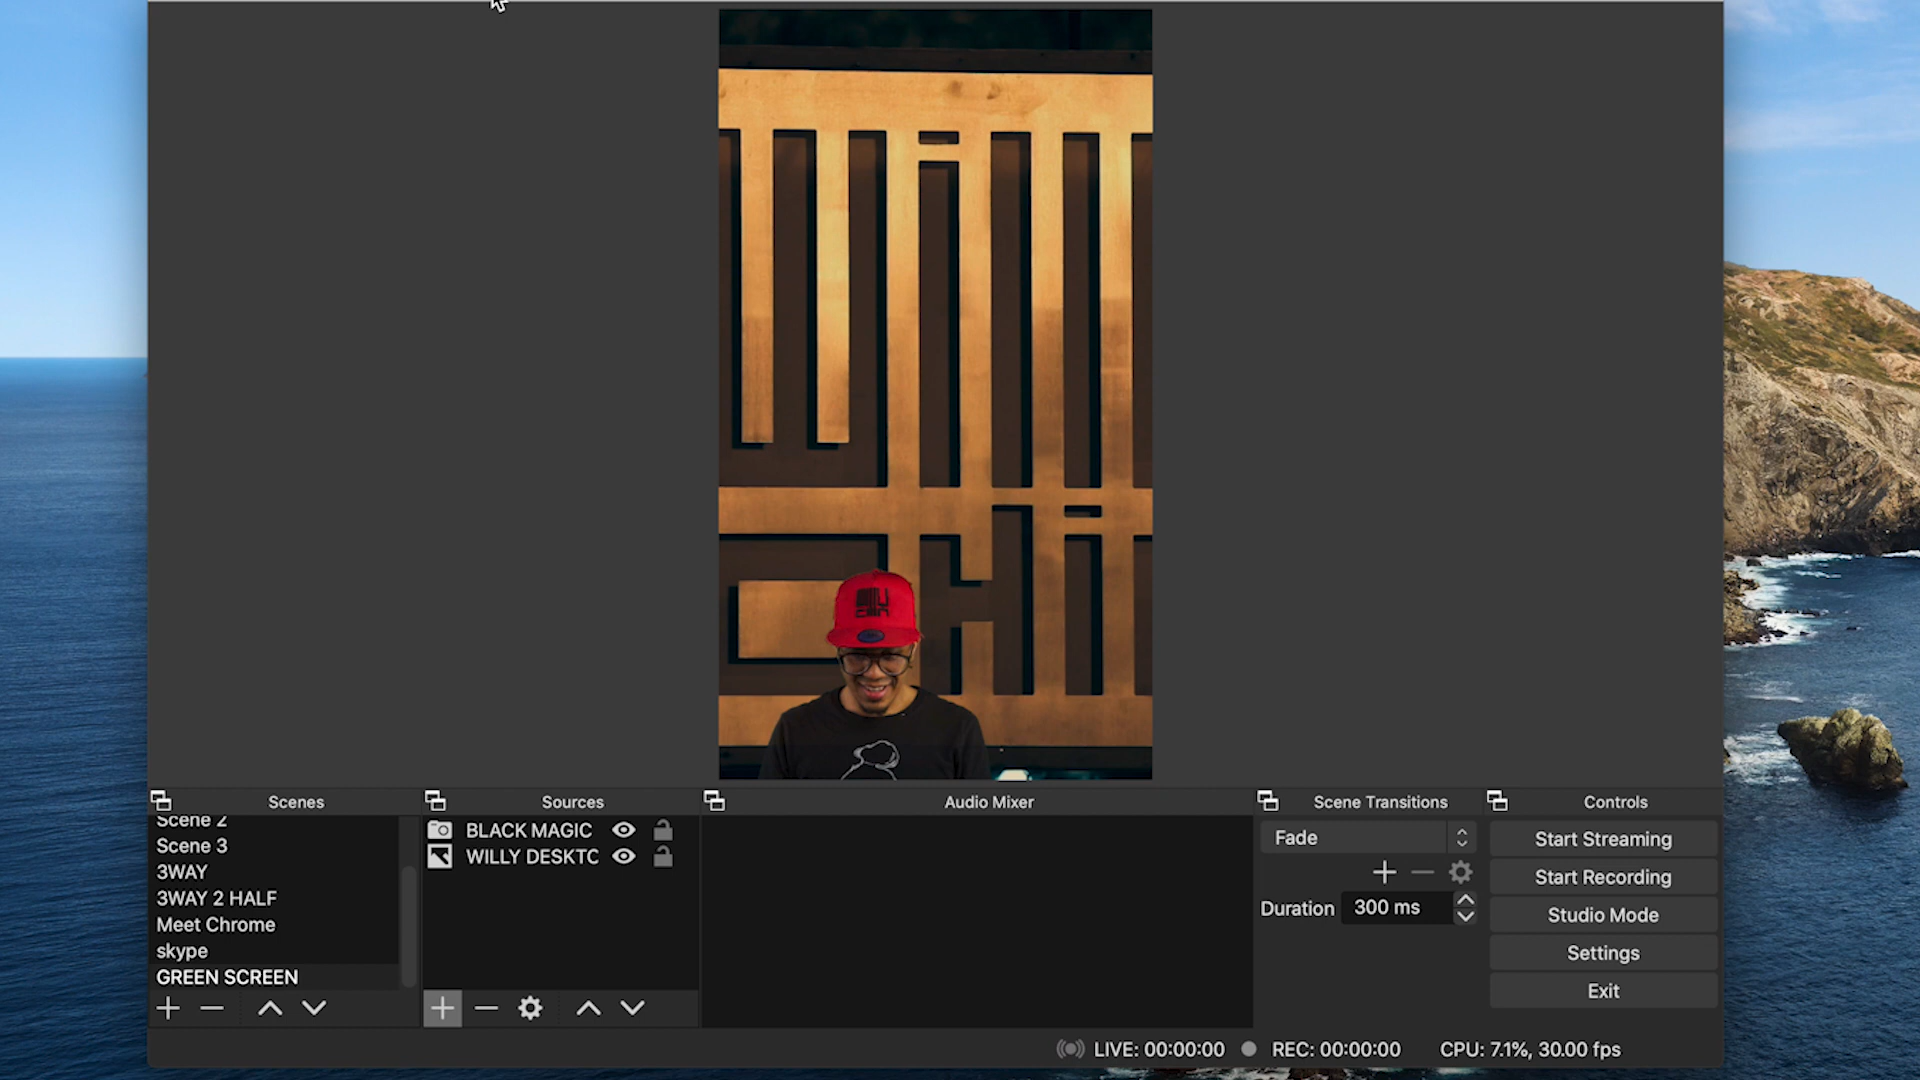 Willi
CHi
Scenes
Sources
Audio Mixer
Scene Transitions
Controls
Scene 2
Scene 3
3WAY
3WAY 2 HALF
Meet Chrome
skype
GREEN SCREEN
BLACK MAGIC
WILLY DESKTC
Fade
Duration
300 ms
Start Streaming
Start Recording
Studio Mode
Settings
Exit
LIVE: 00:00:00
REC: 00:00:00
CPU: 7.1%, 30.00 fps